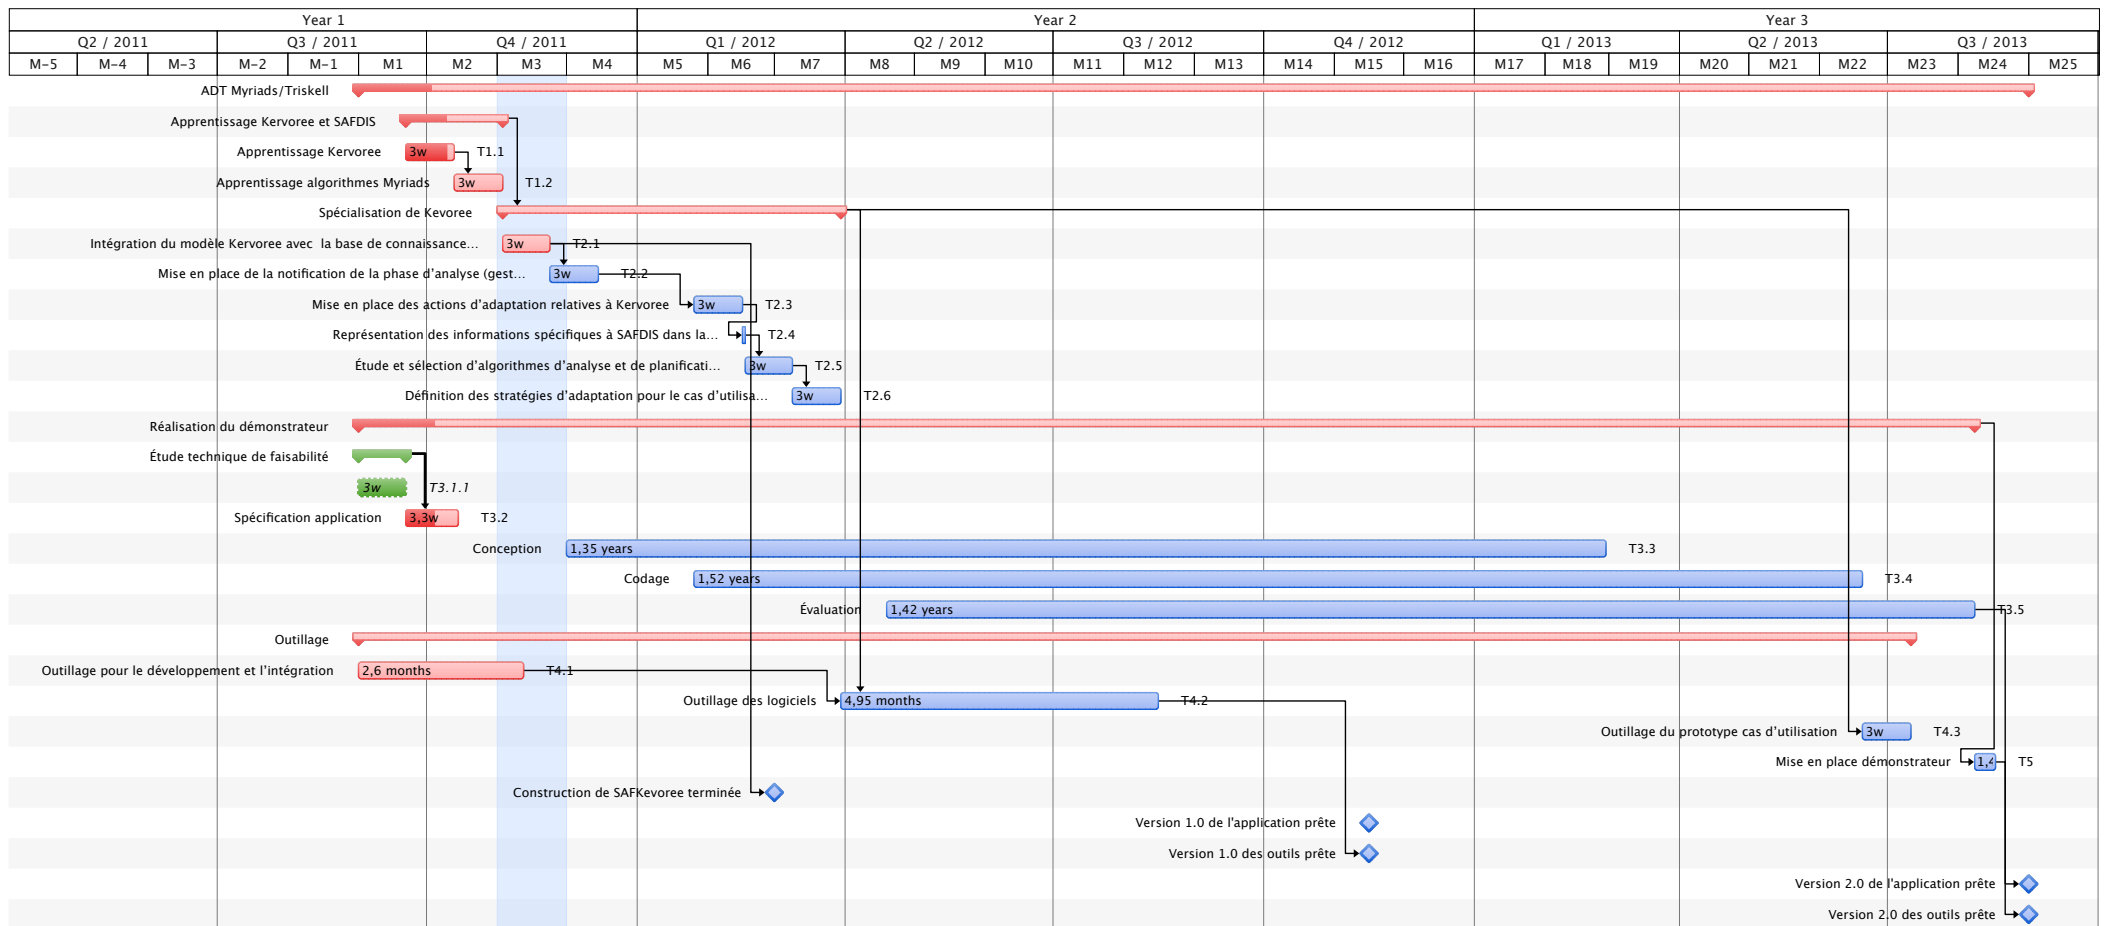 Year 1 Year 2 Year 3
Q2 / 2011 Q3 / 2011 Q4 / 2011 Q1 / 2012 Q2 / 2012 Q3 / 2012 Q4 / 2012 Q1 / 2013 Q2 / 2013 Q3 / 2013
M-5 M-4 M-3 M-2 M-1 M1 M2 M3 M4 M5 M6 M7 M8 M9 M10 M11 M12 M13 M14 M15 M16 M17 M18 M19 M20 M21 M22 M23 M24 M25
ADT Myriads/Triskell
Apprentissage Kervoree et SAFDIS
Apprentissage Kervoree 3w T1.1
Apprentissage algorithmes Myriads 3w T1.2
Spécialisation de Kevoree
Intégration du modèle Kervoree avec la base de connaissance... 3w T2.1
Mise en place de la notification de la phase d'analyse (gest... 3w T2.2
Mise en place des actions d'adaptation relatives à Kervoree 3w T2.3
Représentation des informations spécifiques à SAFDIS dans la... T2.4
Étude et sélection d'algorithmes d'analyse et de planificati... 3w T2.5
Définition des stratégies d'adaptation pour le cas d'utilisa... 3w T2.6
Réalisation du démonstrateur
Étude technique de faisabilité
3w T3.1.1
Spécification application 3,3w T3.2
Conception 1,35 years T3.3
Codage 1,52 years T3.4
Évaluation 1,42 years T3.5
Outillage
Outillage pour le développement et l'intégration 2,6 months T4.1
Outillage des logiciels 4,95 months T4.2
Outillage du prototype cas d'utilisation 3w T4.3
Mise en place démonstrateur 1,4 T5
Construction de SAFKevoree terminée
Version 1.0 de l'application prête
Version 1.0 des outils prête
Version 2.0 de l'application prête
Version 2.0 des outils prête